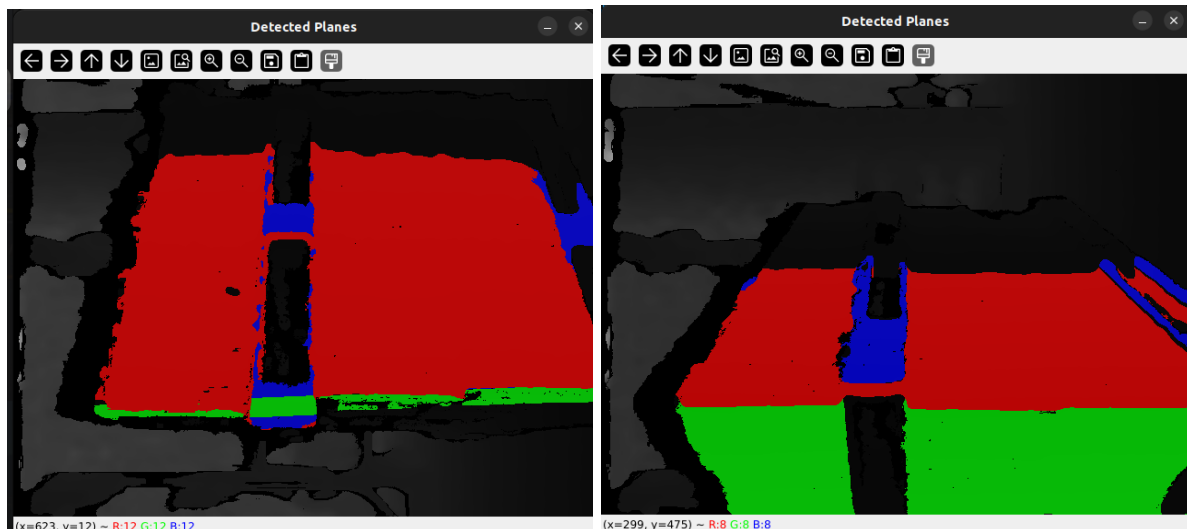 Detected Planes
(x=623, y=12) ~ R:12 G:12 B:12
Detected Planes
(x=299, y=475) ~ R:8 G:8 B:8